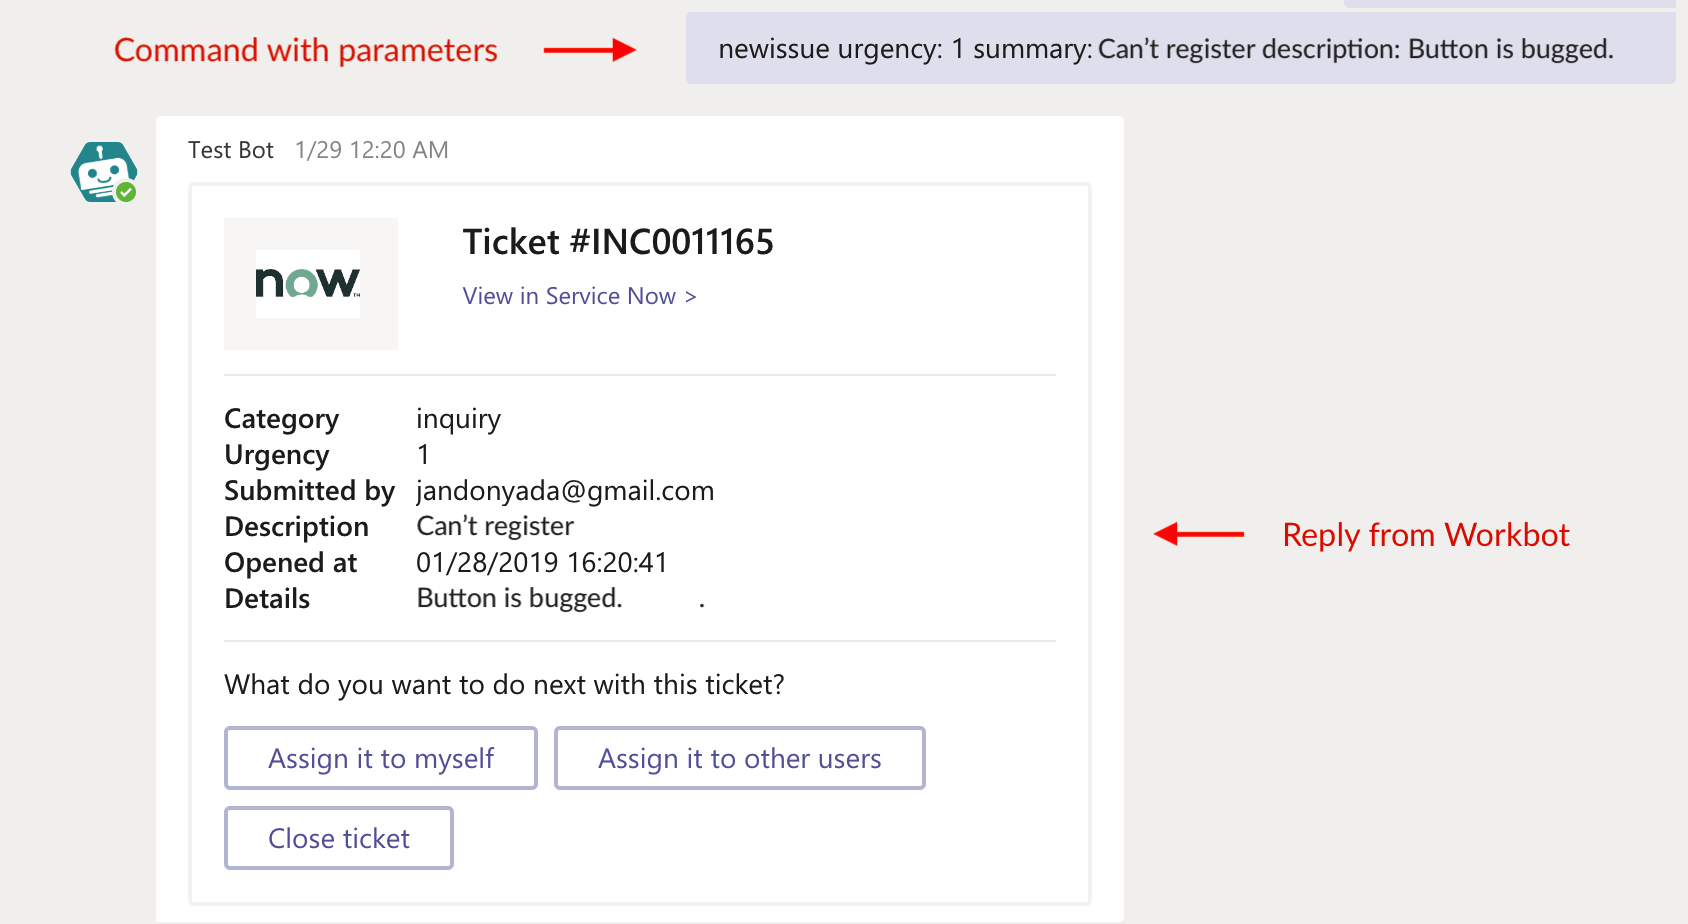 Command with parameters
newissue urgency: 1 summary: Can’t register description: Button is bugged.
Test Bot 1/29 12:20 AM
now™
Ticket #INC0011165
View in Service Now >
Category inquiry
Urgency 1
Submitted by jandonyada@gmail.com
Description Can’t register
Opened at 01/28/2019 16:20:41
Details Button is bugged. .
Reply from Workbot
What do you want to do next with this ticket?
Assign it to myself
Assign it to other users
Close ticket